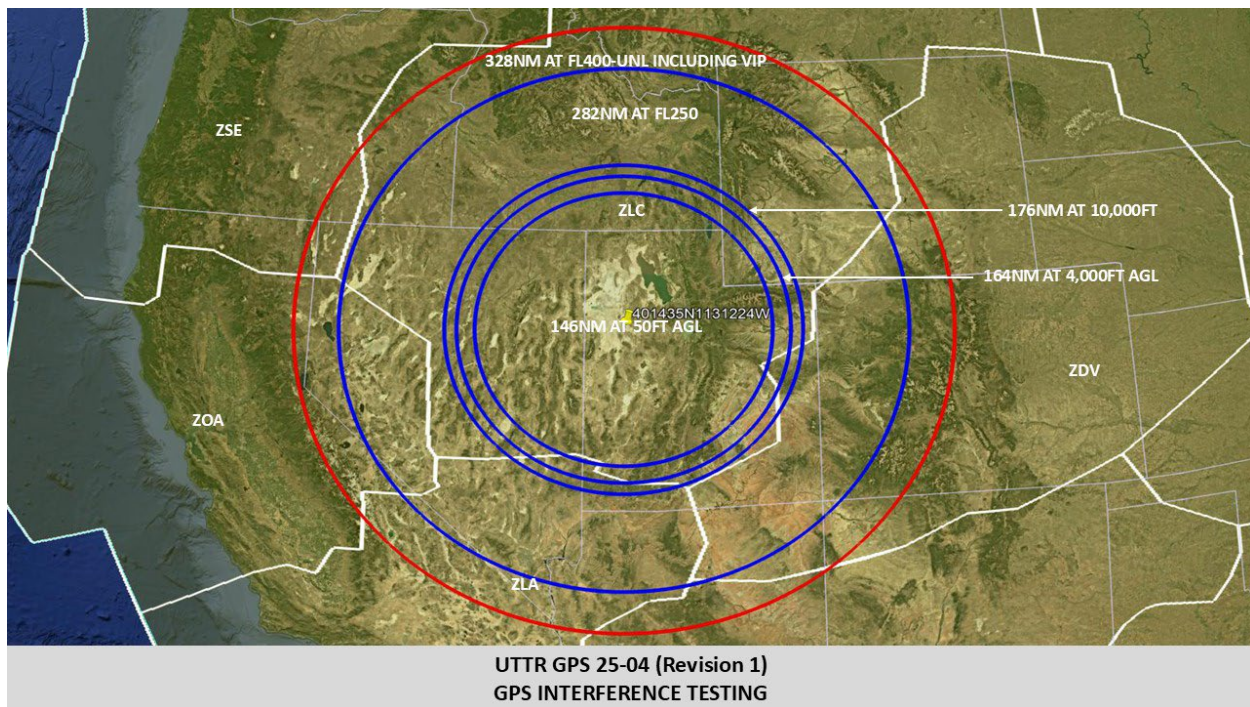 328NM AT FL400-UNL INCLUDING VIP
282NM AT FL250
ZSE
ZLC
176NM AT 10,000FT
164NM AT 4,000FT AGL
401435N1131224W
146NM AT 50FT AGL
ZDV
ZOA
ZLA
UTTR GPS 25-04 (Revision 1)
GPS INTERFERENCE TESTING